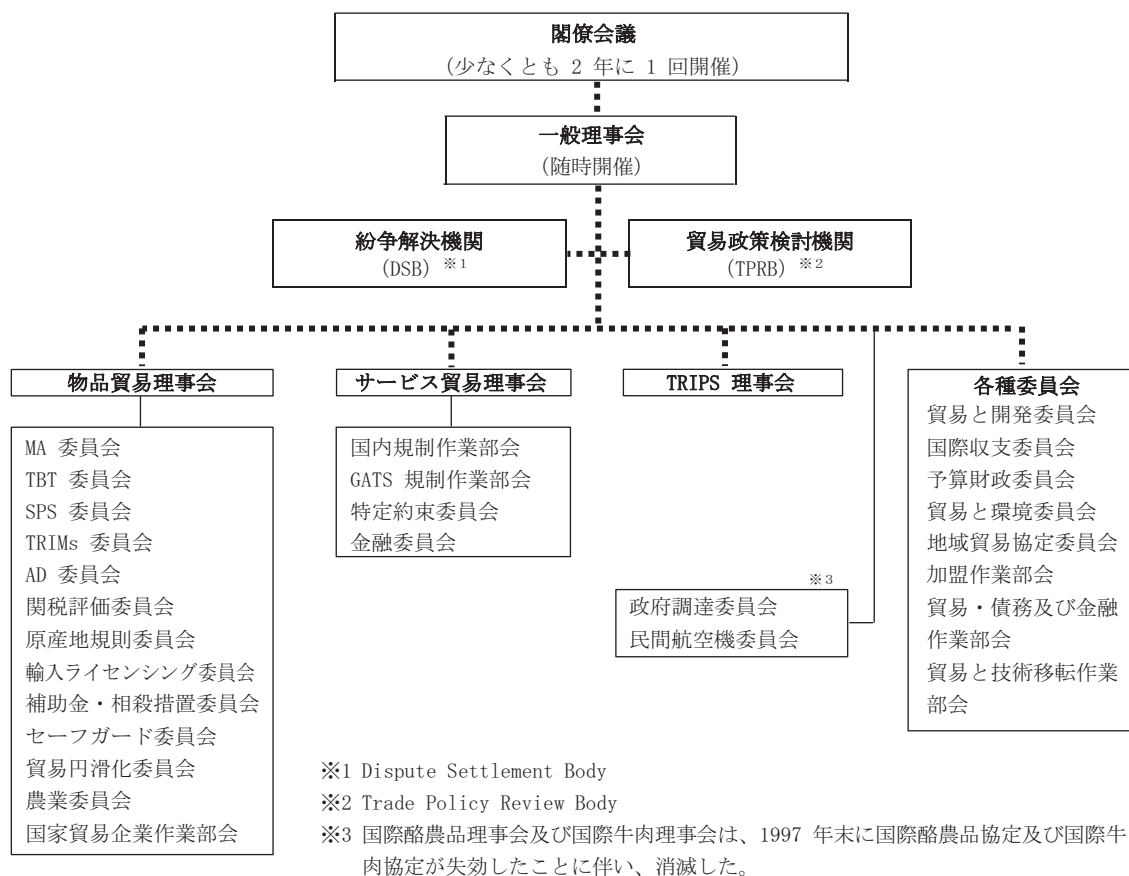 閣僚会議
(少なくとも 2 年に 1 回開催)
一般理事会
(随時開催)
紛争解決機関
(DSB) ※1
貿易政策検討機関
(TPRB) ※2
物品貿易理事会
MA 委員会
TBT 委員会
SPS 委員会
TRIMs 委員会
AD 委員会
関税評価委員会
原産地規則委員会
輸入ライセンシング委員会
補助金・相殺措置委員会
セーフガード委員会
貿易円滑化委員会
農業委員会
国家貿易企業作業部会
サービス貿易理事会
国内規制作業部会
GATS 規制作業部会
特定約束委員会
金融委員会
TRIPS 理事会
※3
政府調達委員会
民間航空機委員会
各種委員会
貿易と開発委員会
国際収支委員会
予算財政委員会
貿易と環境委員会
地域貿易協定委員会
加盟作業部会
貿易・債務及び金融
作業部会
貿易と技術移転作業
部会
※1 Dispute Settlement Body
※2 Trade Policy Review Body
※3 国際酪農品理事会及び国際牛肉理事会は、1997 年末に国際酪農品協定及び国際牛
肉協定が失効したことに伴い、消滅した。